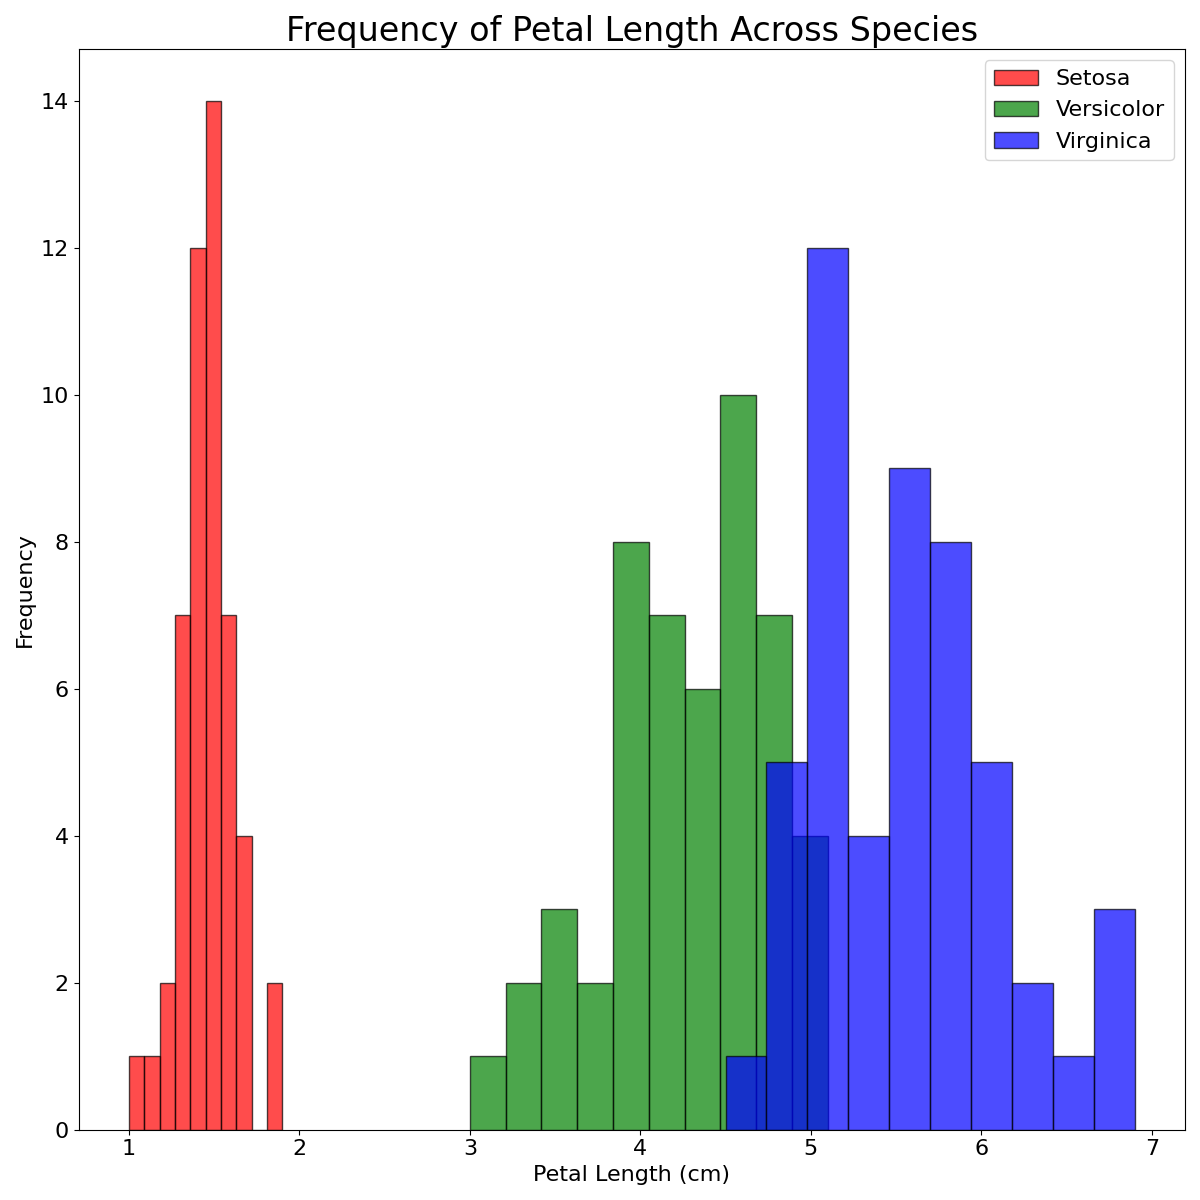 Frequency of Petal Length Across Species
Setosa
Versicolor
Virginica
14
12
10
8
6
4
2
0
Frequency
1 2 3 4 5 6 7
Petal Length (cm)